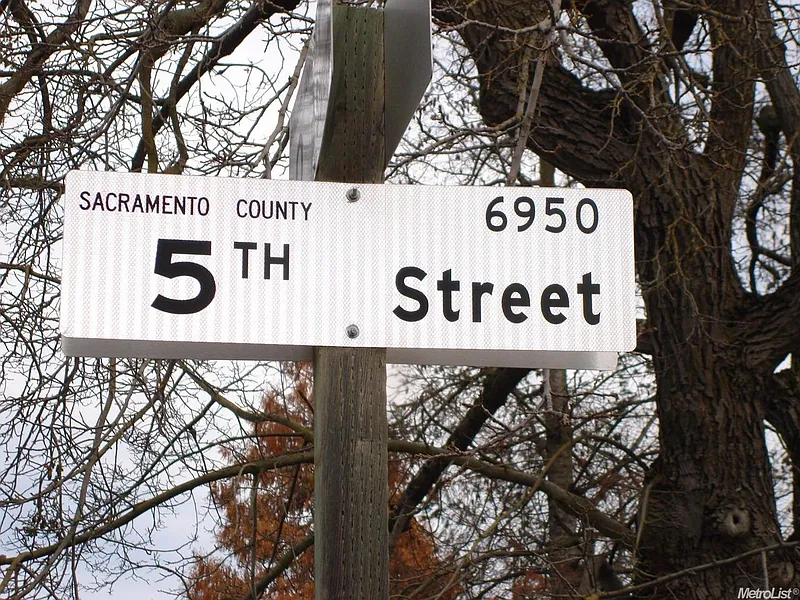 SACRAMENTO COUNTY 6950
5TH Street
MetroList®